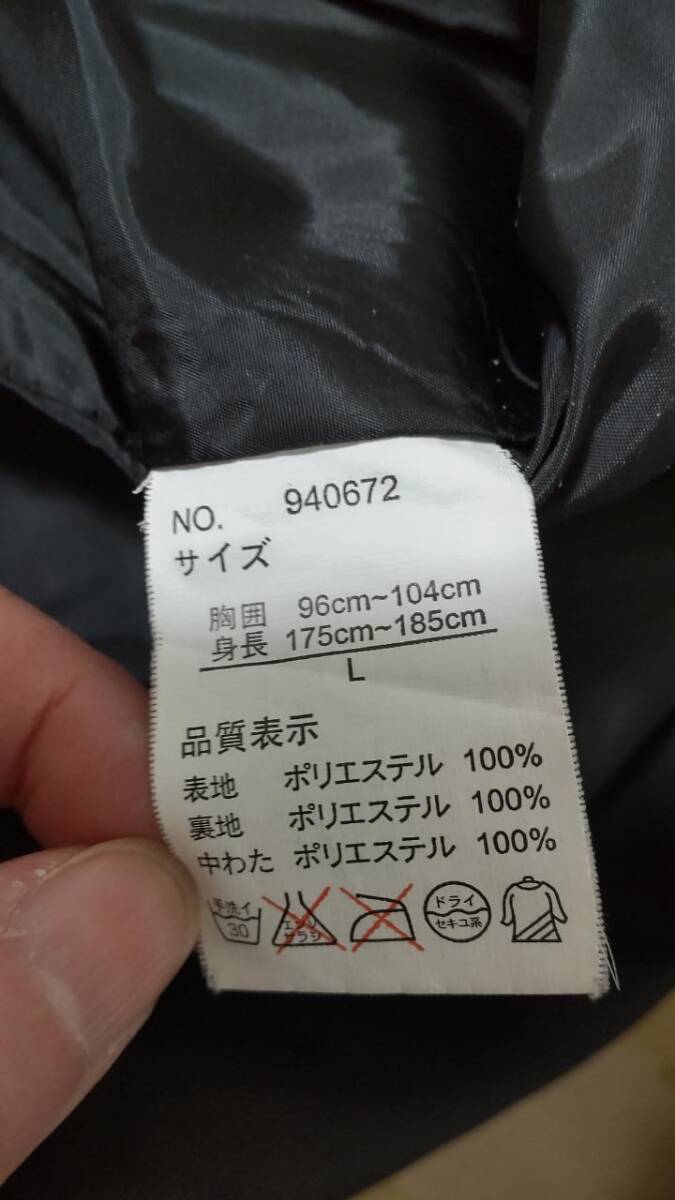 NO. 940672
サイズ
胸囲 96cm~104cm
身長 175cm~185cm
L
品質表示
表地 ポリエステル 100%
裏地 ポリエステル 100%
中わた ポリエステル 100%
手洗イ
30
エンソ
サラシ
ドライ
セキユ系